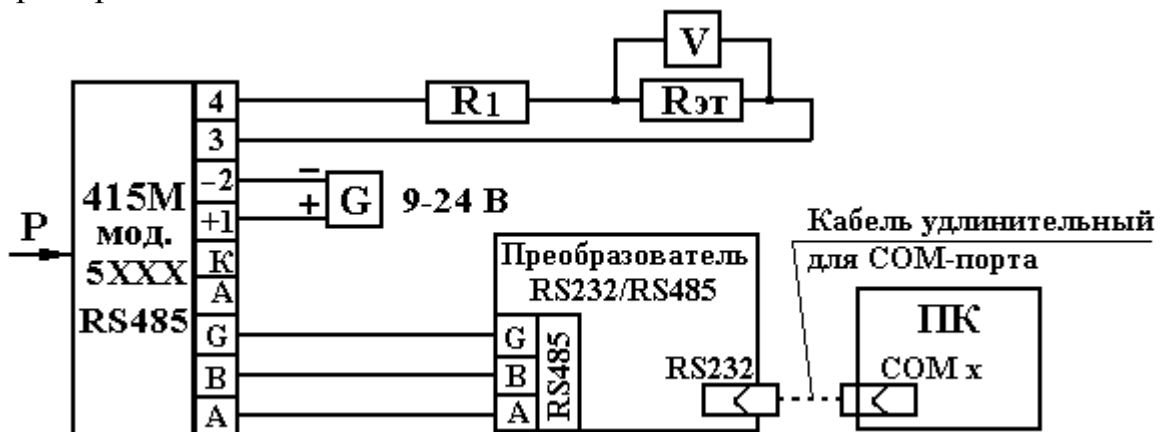 V
4
R1
Rэт
3
415М
мод.
5XXX
RS485
−2
−
+
G
9-24 В
+1
P
К
А
G
В
А
Преобразователь
RS232/RS485
G
В
А
RS485
RS232
Кабель удлинительный
для СОМ-порта
ПК
СОМ х